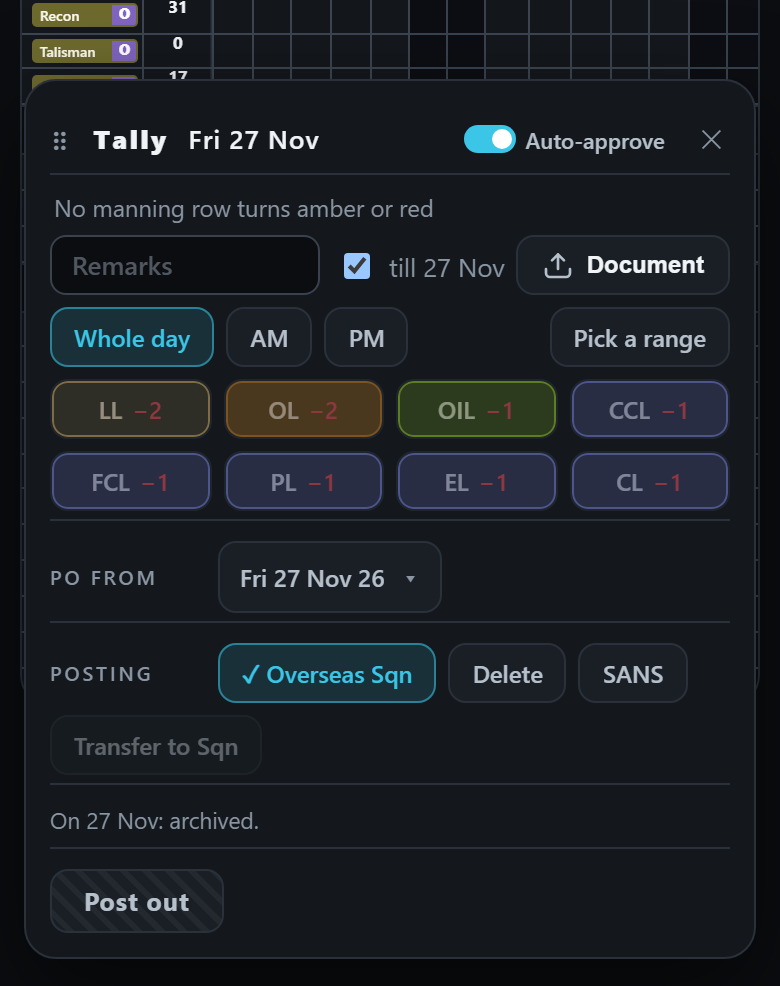 Recon 0 31
Talisman 0 0
17
Tally Fri 27 Nov Auto-approve
No manning row turns amber or red
Remarks till 27 Nov Document
Whole day AM PM Pick a range
LL −2 OL −2 OIL −1 CCL −1
FCL −1 PL −1 EL −1 CL −1
PO FROM Fri 27 Nov 26
POSTING ✓ Overseas Sqn Delete SANS
Transfer to Sqn
On 27 Nov: archived.
Post out